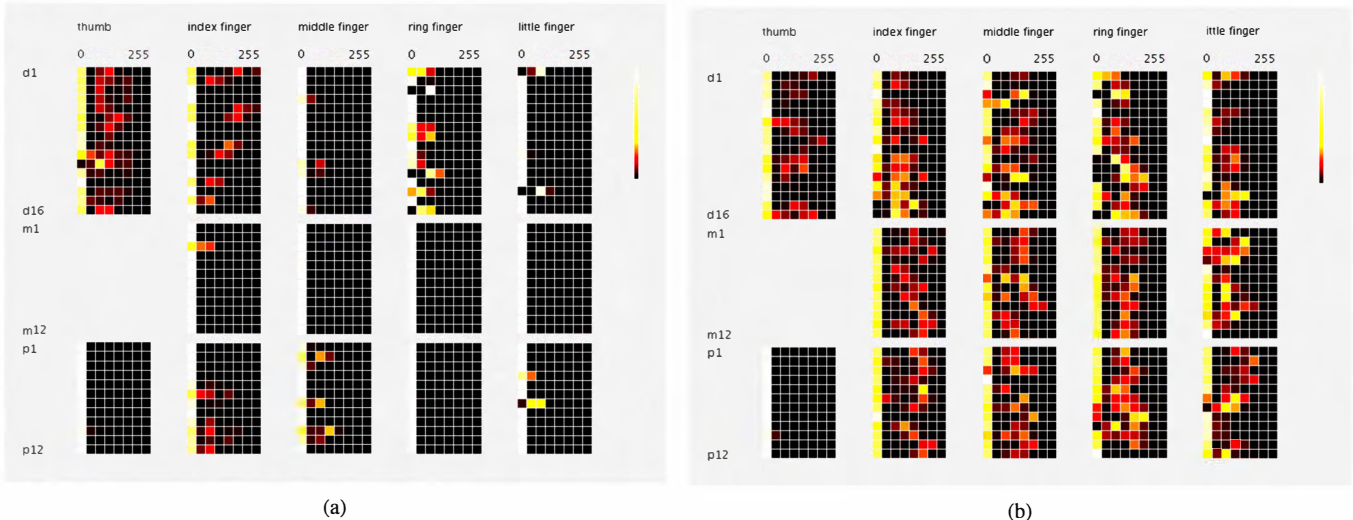 thumb index finger middle finger ring finger little finger
0 255 0 255 0 255 0 255 0 255
d1
d16
m1
m12
p1
p12
(a)
thumb index finger middle finger ring finger ittle finger
0 255 0 255 0 255 0 255 0 255
d1
d16
m1
m12
p1
p12
(b)